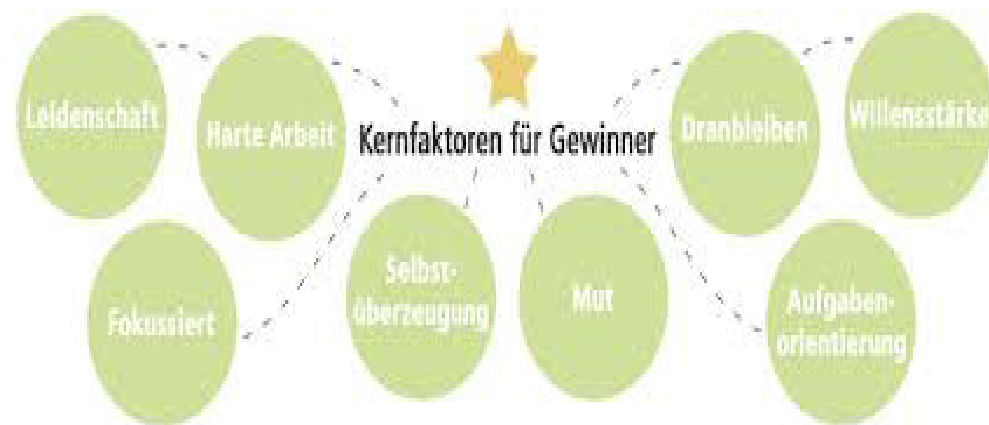 Leidenschaft
Harte Arbeit
Kernfaktoren für Gewinner
Dranbleiben
Willensstärke
Fokussiert
Selbst-
überzeugung
Mut
Aufgaben-
orientierung